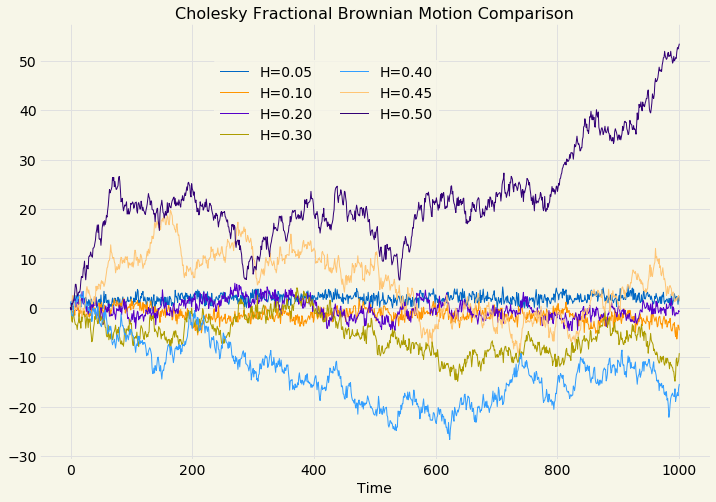 Cholesky Fractional Brownian Motion Comparison
50
40
30
20
10
0
−10
−20
−30
H=0.05
H=0.10
H=0.20
H=0.30
H=0.40
H=0.45
H=0.50
0 200 400 600 800 1000
Time